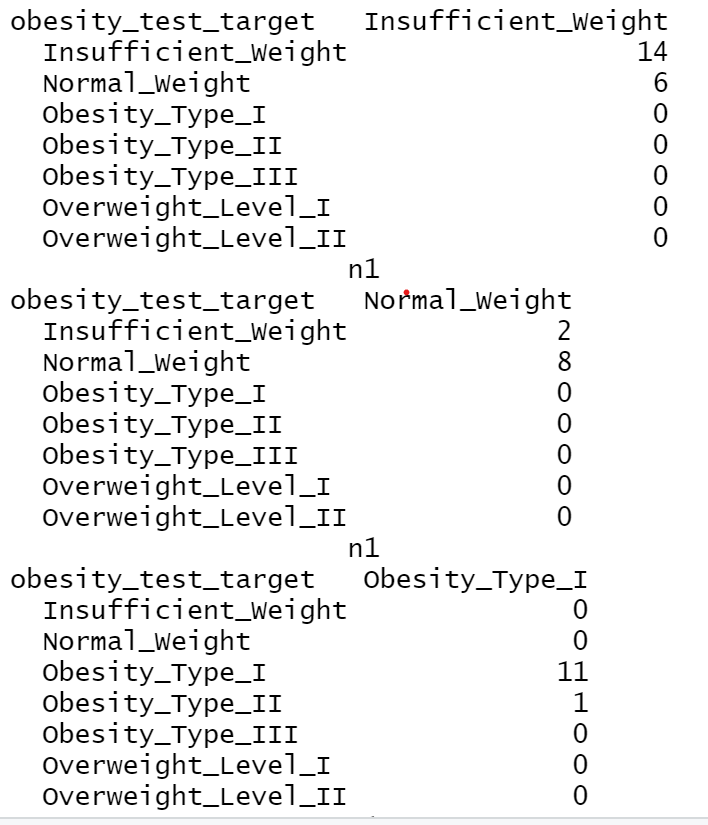 obesity_test_target Insufficient_Weight
Insufficient_Weight 14
Normal_Weight 6
Obesity_Type_I 0
Obesity_Type_II 0
Obesity_Type_III 0
Overweight_Level_I 0
Overweight_Level_II 0
n1
obesity_test_target Normal_Weight
Insufficient_Weight 2
Normal_Weight 8
Obesity_Type_I 0
Obesity_Type_II 0
Obesity_Type_III 0
Overweight_Level_I 0
Overweight_Level_II 0
n1
obesity_test_target Obesity_Type_I
Insufficient_Weight 0
Normal_Weight 0
Obesity_Type_I 11
Obesity_Type_II 1
Obesity_Type_III 0
Overweight_Level_I 0
Overweight_Level_II 0